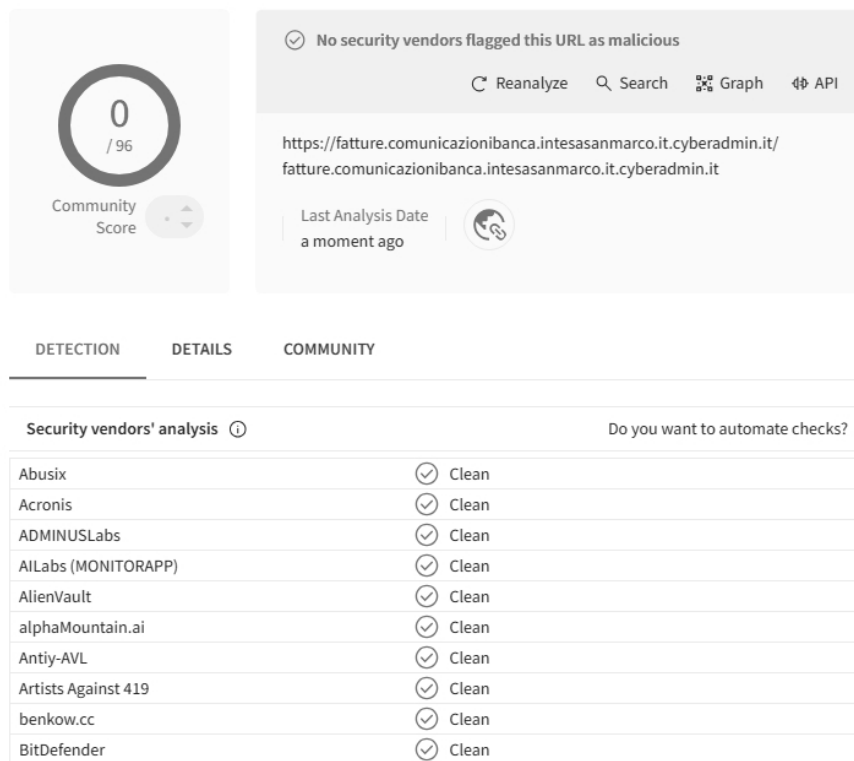 No security vendors flagged this URL as malicious
Reanalyze Search Graph API
0
/ 96
https://fatture.comunicazionibanca.intesasanmarco.it.cyberadmin.it/
fatture.comunicazionibanca.intesasanmarco.it.cyberadmin.it
Community
Score
Last Analysis Date
a moment ago
DETECTION DETAILS COMMUNITY
Security vendors' analysis Do you want to automate checks?
Abusix Clean
Acronis Clean
ADMINUSLabs Clean
AILabs (MONITORAPP) Clean
AlienVault Clean
alphaMountain.ai Clean
Antiy-AVL Clean
Artists Against 419 Clean
benkow.cc Clean
BitDefender Clean